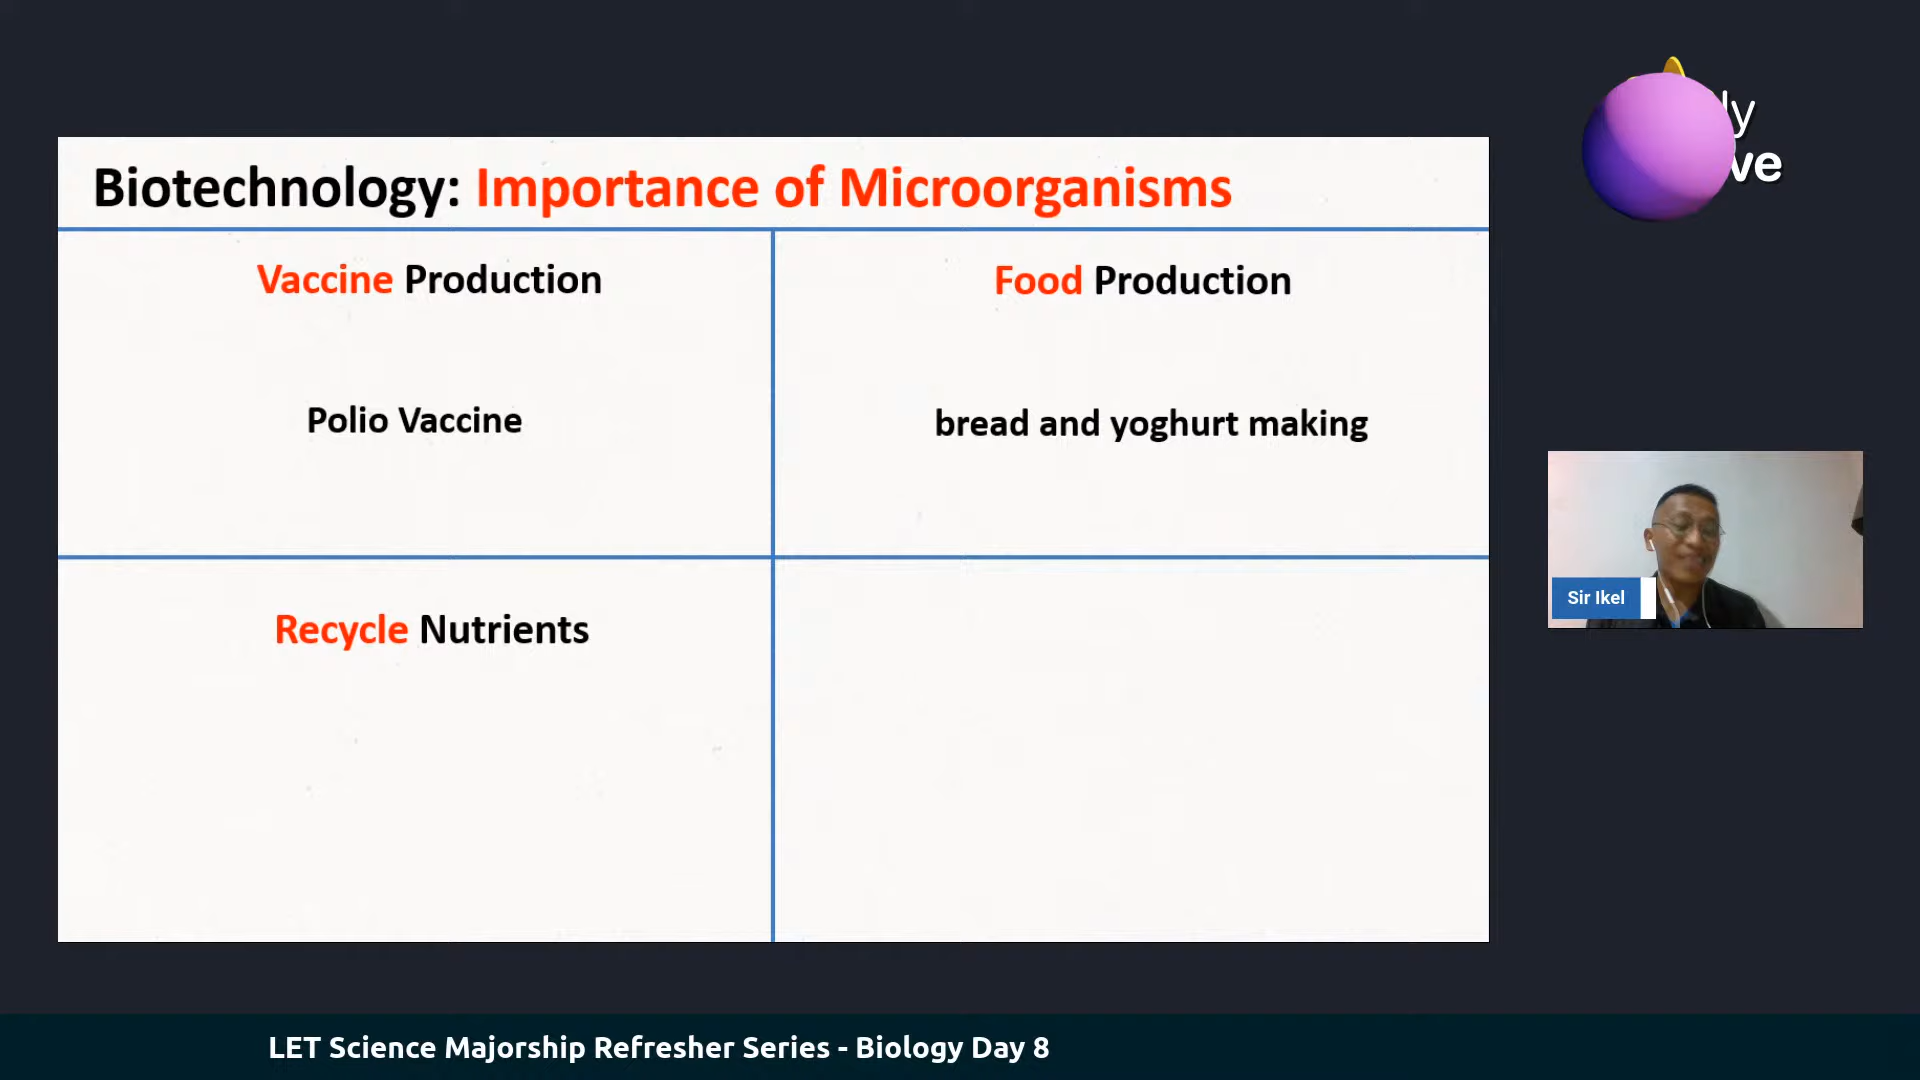 Biotechnology: Importance of Microorganisms
Vaccine Production
Food Production
Polio Vaccine
bread and yoghurt making
Recycle Nutrients
Sir Ikel
LET Science Majorship Refresher Series - Biology Day 8